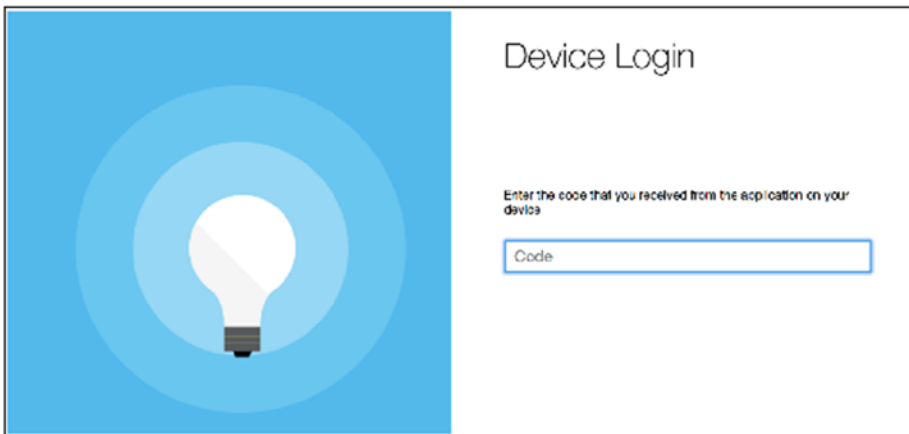 Device Login
Enter the code that you received from the application on your
device
Code